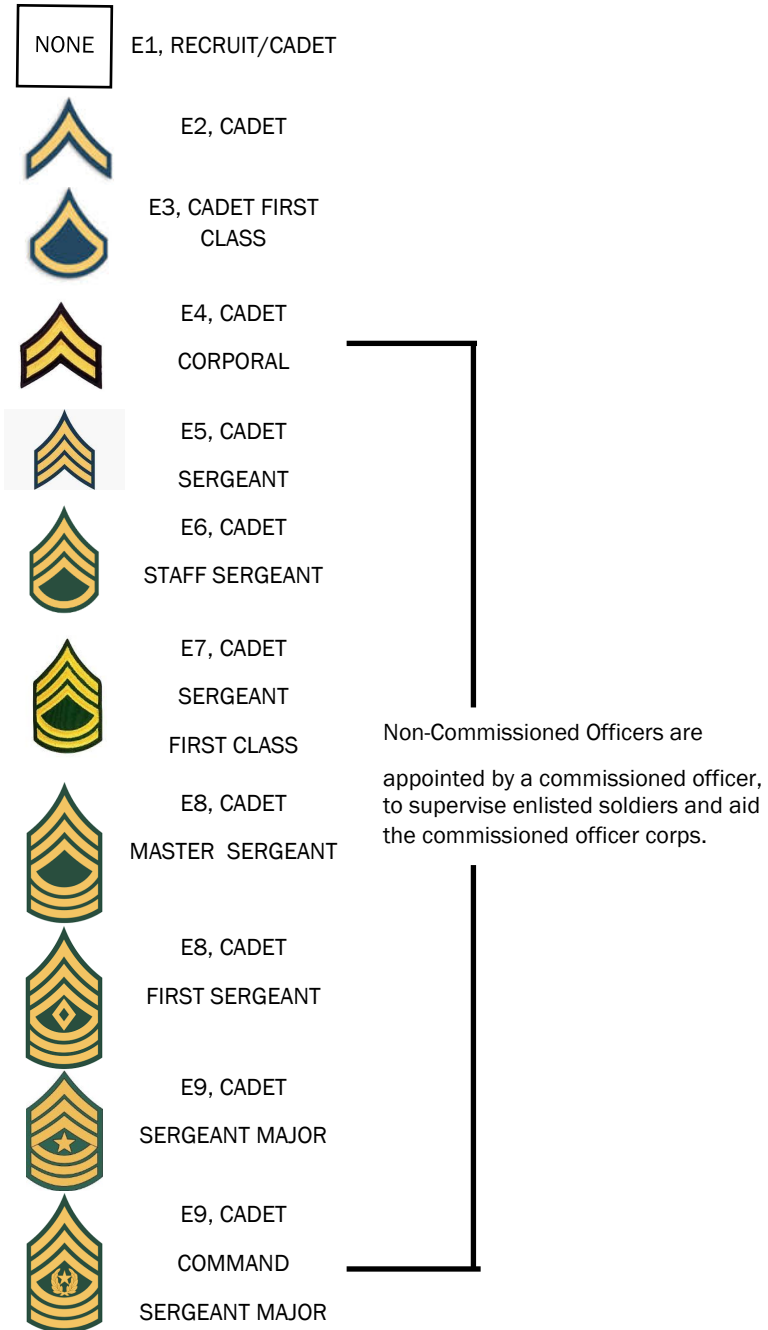 NONE
E1, RECRUIT/CADET
E2, CADET
E3, CADET FIRST
CLASS
E4, CADET
CORPORAL
E5, CADET
SERGEANT
E6, CADET
STAFF SERGEANT
E7, CADET
SERGEANT
FIRST CLASS
E8, CADET
MASTER SERGEANT
E8, CADET
FIRST SERGEANT
E9, CADET
SERGEANT MAJOR
E9, CADET
COMMAND
SERGEANT MAJOR
Non-Commissioned Officers are
appointed by a commissioned officer,
to supervise enlisted soldiers and aid
the commissioned officer corps.